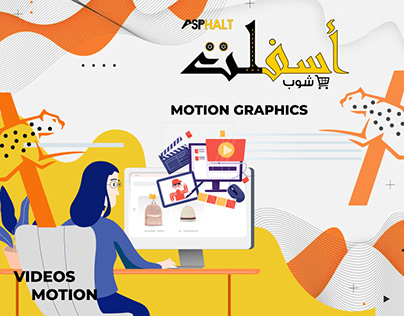 ASPHALT
أسفلت
شوب
MOTION GRAPHICS
VIDEOS
MOTION